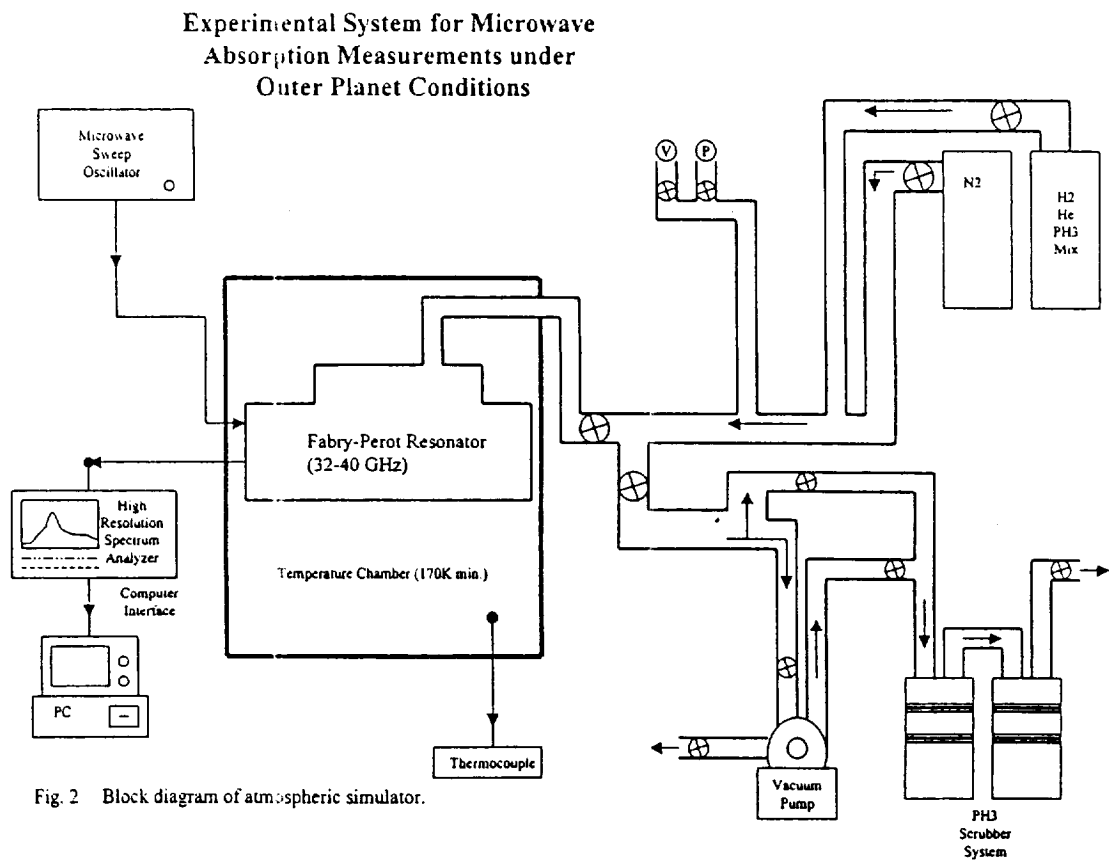 Experimental System for Microwave
Absorption Measurements under
Outer Planet Conditions
Microwave
Sweep
Oscillator
V P
N2
H2
He
PH3
Mix
Fabry-Perot Resonator
(32-40 GHz)
High
Resolution
Spectrum
Analyzer
Temperature Chamber (170K min.)
Computer
Interface
PC
Thermocouple
Vacuum
Pump
PH3
Scrubber
System
Fig. 2 Block diagram of atmospheric simulator.